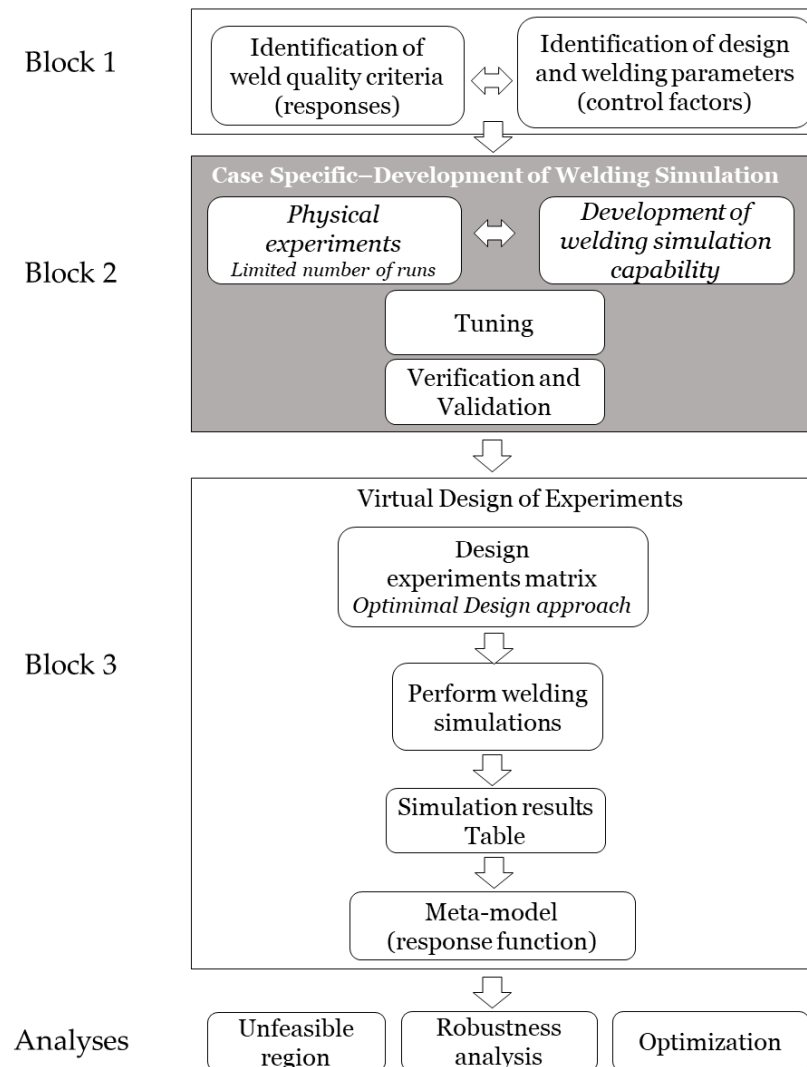 Block 1
Identification of
weld quality criteria
(responses)
Identification of design
and welding parameters
(control factors)
Block 2
Case Specific–Development of Welding Simulation
Physical
experiments
Limited number of runs
Development of
welding simulation
capability
Tuning
Verification and
Validation
Block 3
Virtual Design of Experiments
Design
experiments matrix
Optimimal Design approach
Perform welding
simulations
Simulation results
Table
Meta-model
(response function)
Analyses
Unfeasible
region
Robustness
analysis
Optimization